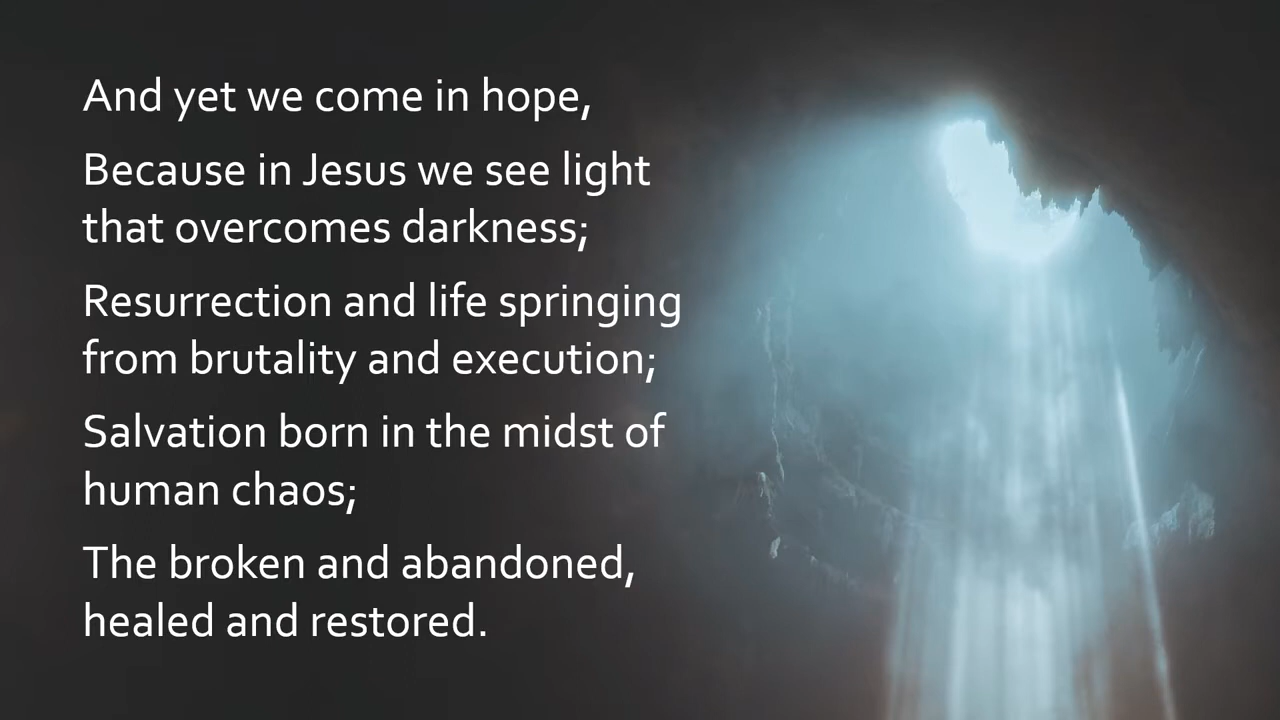 And yet we come in hope,
Because in Jesus we see light
that overcomes darkness;
Resurrection and life springing
from brutality and execution;
Salvation born in the midst of
human chaos;
The broken and abandoned,
healed and restored.